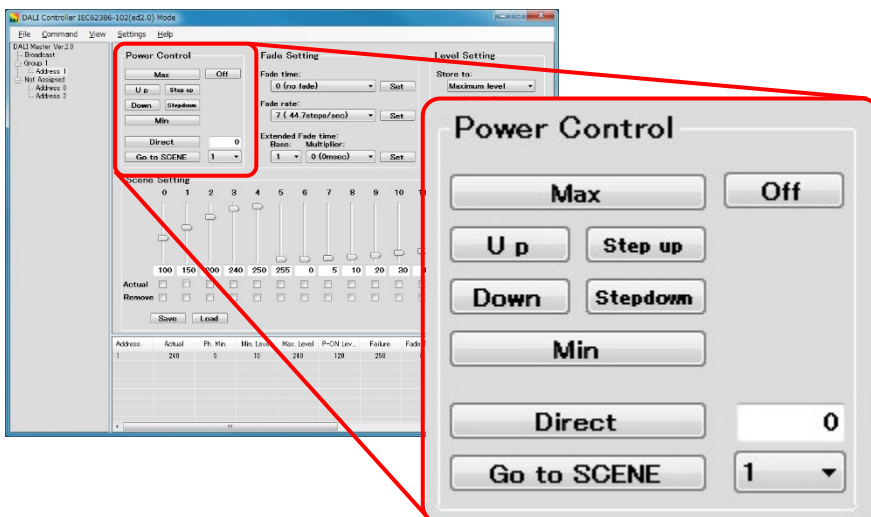 DALI Controller IEC62386-102(ed2.0) Mode
File Command View Settings Help
DALI Master Ver.2.0
Broadcast
Group 1
Address 1
Not Assigned
Address 0
Address 2
Power Control
Max Off
U p Step up
Down Stepdown
Min
Direct 0
Go to SCENE 1
Fade Setting
Fade time:
0 (no fade) Set
Fade rate:
7 ( 44.7steps/sec) Set
Extended Fade time:
Base: Multiplier:
1 0 (0msec) Set
Level Setting
Store to:
Maximum level
Scene Setting
0 1 2 3 4 5 6 7 8 9 10
100 150 200 240 250 255 0 5 10 20 30
Actual
Remove
Save Load
Address Actual Ph. Min. Min. Level Max. Level P-ON Lev... Failure Fade
1 240 5 10 240 128 250
Power Control
Max Off
U p Step up
Down Stepdown
Min
Direct 0
Go to SCENE 1